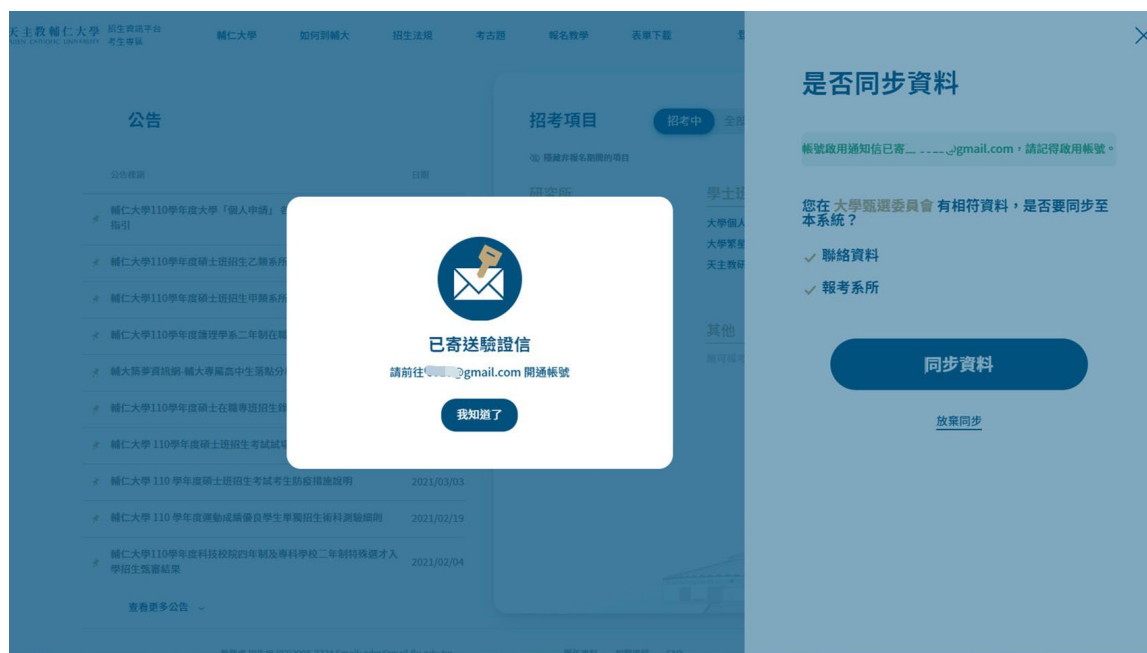 天主教輔仁大學
招生資訊平台
考生專區
輔仁大學
如何到輔大
招生法規
考古題
報名教學
表單下載
公告
公告標題
日期
輔仁大學110學年度大學「個人申請」
指引
輔仁大學110學年度碩士班招生乙類系所
輔仁大學110學年度碩士班招生甲類系所
輔仁大學110學年度護理學系二年制在職
輔大築夢資訊網-輔大專屬高中生落點分
輔仁大學110學年度碩士在職專班招生
輔仁大學 110學年度碩士班招生考試試場
輔仁大學 110 學年度碩士班招生考試考生防疫措施說明
2021/03/03
輔仁大學 110 學年度運動成績優良學生單獨招生術科測驗細則
2021/02/19
輔仁大學110學年度科技校院四年制及專科學校二年制特殊選才入
學招生甄審結果
2021/02/04
查看更多公告
招考項目
招考中
隱藏非報名期間的項目
研究所
學士班
大學個人
大學繁星
天主教研
其他
已寄送驗證信
請前往
@gmail.com 開通帳號
我知道了
是否同步資料
帳號啟用通知信已寄
@gmail.com,請記得啟用帳號。
您在 大學甄選委員會 有相符資料,是否要同步至
本系統?
聯絡資料
報考系所
同步資料
放棄同步